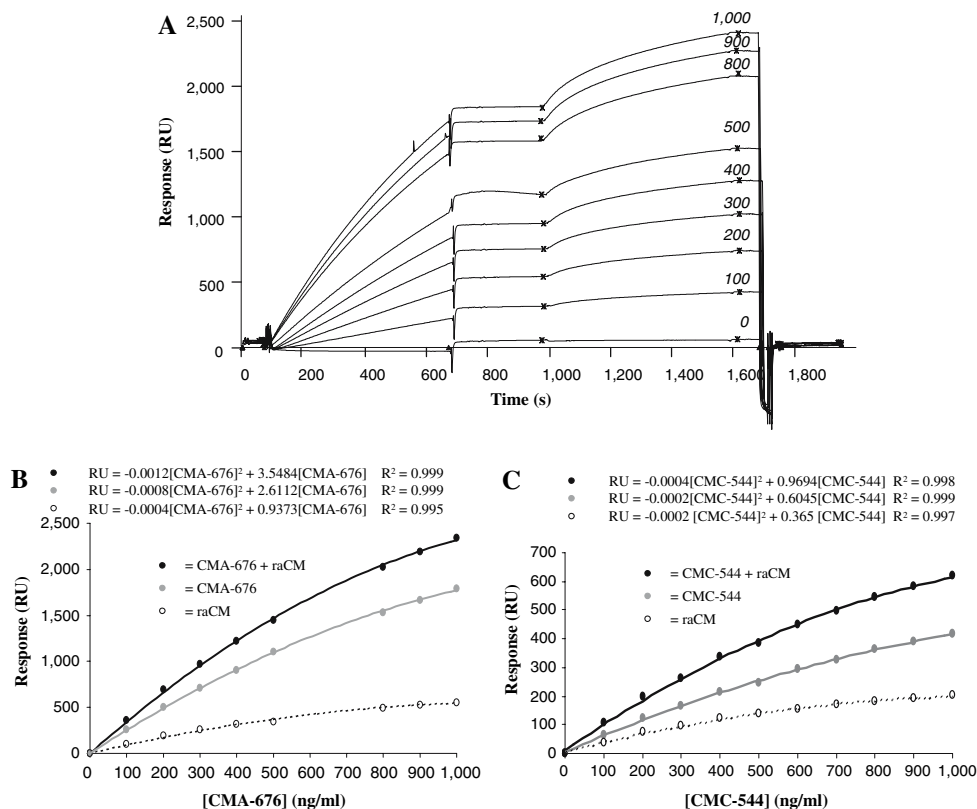 A
2,500
2,000
1,500
1,000
500
0
Response (RU)
1,000
900
800
500
400
300
200
100
0
0 200 400 600 800 1,000 1,200 1,400 1,600 1,800
Time (s)
B
RU = -0.0012[CMA-676]² + 3.5484[CMA-676] R² = 0.999
RU = -0.0008[CMA-676]² + 2.6112[CMA-676] R² = 0.999
RU = -0.0004[CMA-676]² + 0.9373[CMA-676] R² = 0.995
2,500
2,000
1,500
1,000
500
0
Response (RU)
= CMA-676 + raCM
= CMA-676
= raCM
0 100 200 300 400 500 600 700 800 900 1,000
[CMA-676] (ng/ml)
C
RU = -0.0004[CMC-544]² + 0.9694[CMC-544] R² = 0.998
RU = -0.0002[CMC-544]² + 0.6045[CMC-544] R² = 0.999
RU = -0.0002 [CMC-544]² + 0.365 [CMC-544] R² = 0.997
700
600
500
400
300
200
100
0
Response (RU)
= CMC-544 + raCM
= CMC-544
= raCM
0 100 200 300 400 500 600 700 800 900 1,000
[CMC-544] (ng/ml)